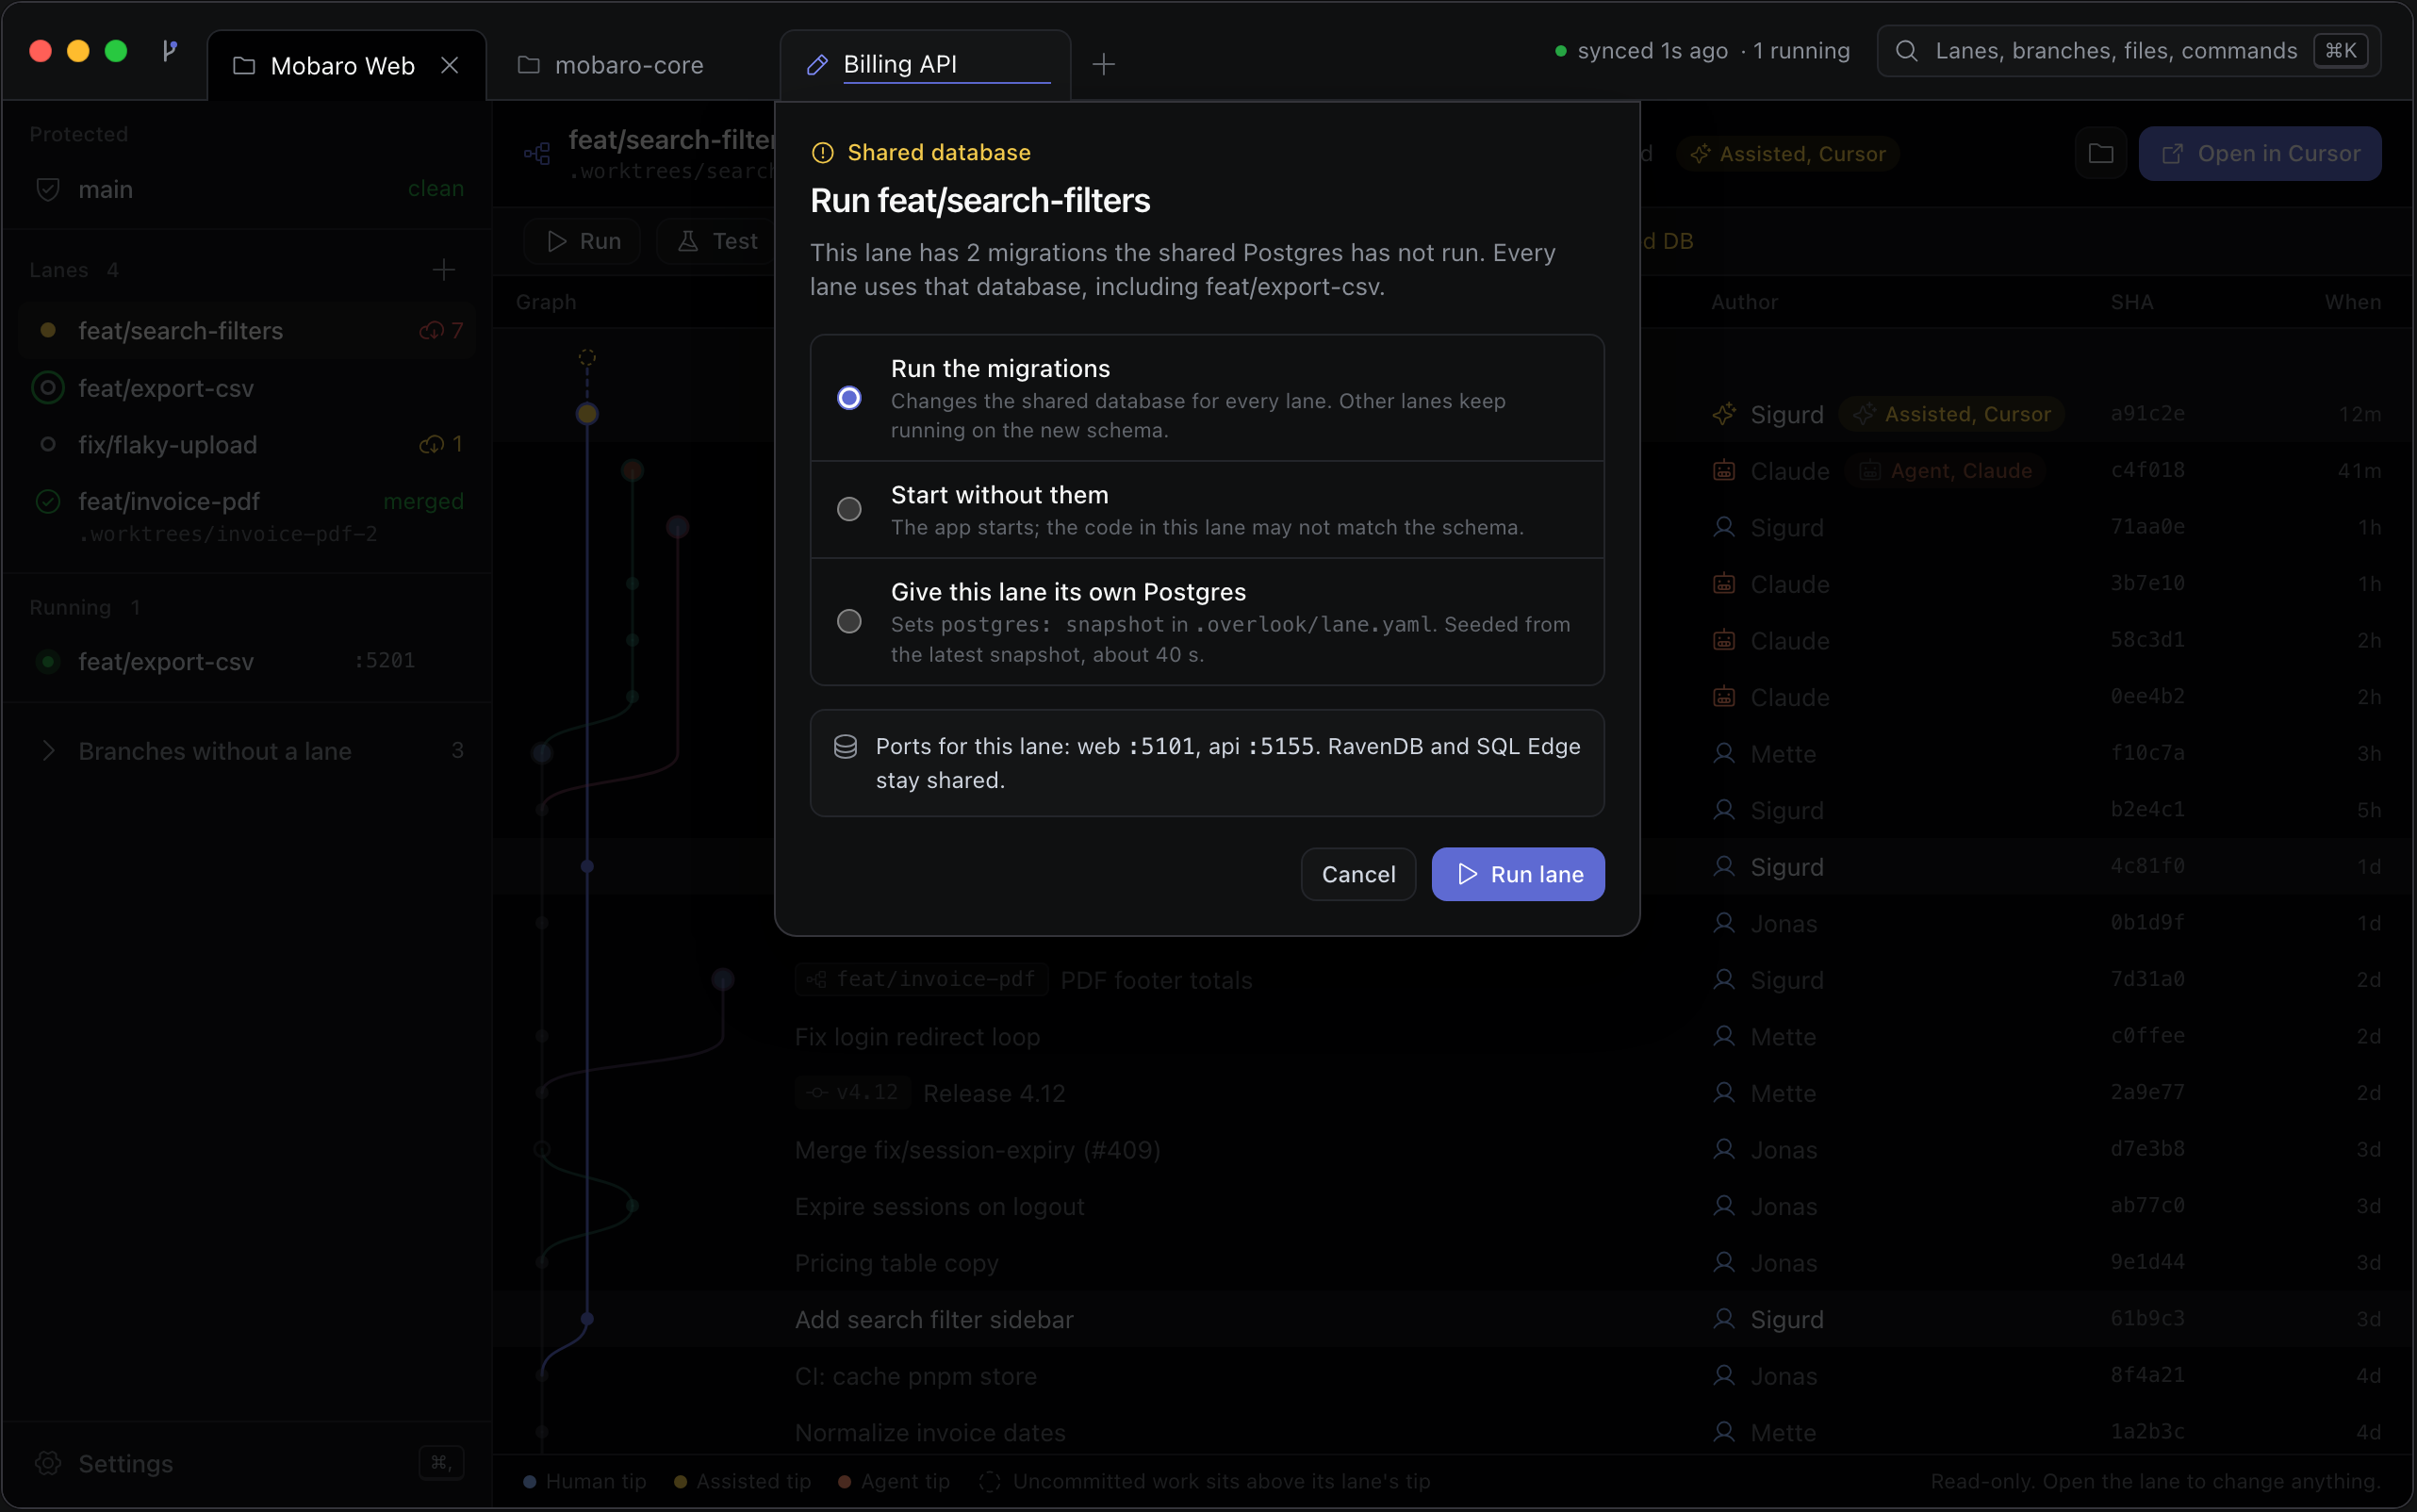 Mobaro Web
mobaro-core
Billing API
synced 1s ago · 1 running
Lanes, branches, files, commands
⌘K
Protected
main
clean
Lanes 4
feat/search-filters
7
feat/export-csv
fix/flaky-upload
1
feat/invoice-pdf
merged
.worktrees/invoice-pdf-2
Running 1
feat/export-csv
:5201
Branches without a lane
3
Settings
⌘,
feat/search-filter
.worktrees/search
Assisted, Cursor
Open in Cursor
Run
Test
d DB
Graph
Author
SHA
When
Shared database
Run feat/search-filters
This lane has 2 migrations the shared Postgres has not run. Every
lane uses that database, including feat/export-csv.
Run the migrations
Changes the shared database for every lane. Other lanes keep
running on the new schema.
Start without them
The app starts; the code in this lane may not match the schema.
Give this lane its own Postgres
Sets postgres: snapshot in .overlook/lane.yaml. Seeded from
the latest snapshot, about 40 s.
Ports for this lane: web :5101, api :5155. RavenDB and SQL Edge
stay shared.
Cancel
Run lane
Sigurd Assisted, Cursor a91c2e 12m
Claude Agent, Claude c4f018 41m
Sigurd 71aa0e 1h
Claude 3b7e10 1h
Claude 58c3d1 2h
Claude 0ee4b2 2h
Mette f10c7a 3h
Sigurd b2e4c1 5h
Sigurd 4c81f0 1d
Jonas 0b1d9f 1d
feat/invoice-pdf PDF footer totals Sigurd 7d31a0 2d
Fix login redirect loop Mette c0ffee 2d
v4.12 Release 4.12 Mette 2a9e77 2d
Merge fix/session-expiry (#409) Jonas d7e3b8 3d
Expire sessions on logout Jonas ab77c0 3d
Pricing table copy Jonas 9e1d44 3d
Add search filter sidebar Sigurd 61b9c3 3d
CI: cache pnpm store Jonas 8f4a21 4d
Normalize invoice dates Mette 1a2b3c 4d
Human tip
Assisted tip
Agent tip
Uncommitted work sits above its lane's tip
Read-only. Open the lane to change anything.